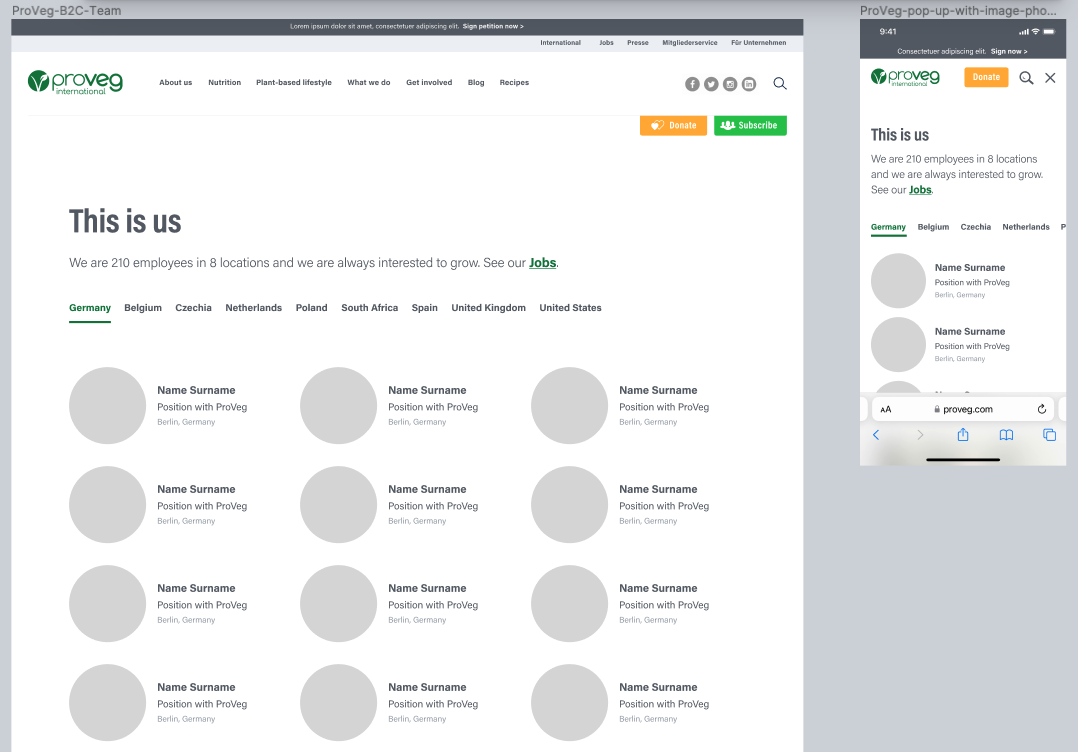 ProVeg-B2C-Team
Lorem ipsum dolor sit amet, consectetuer adipiscing elit. Sign petition now >
International Jobs Presse Mitgliederservice Für Unternehmen
proveg
international
About us Nutrition Plant-based lifestyle What we do Get involved Blog Recipes
Donate Subscribe
This is us
We are 210 employees in 8 locations and we are always interested to grow. See our Jobs.
Germany Belgium Czechia Netherlands Poland South Africa Spain United Kingdom United States
Name Surname Name Surname Name Surname
Position with ProVeg Position with ProVeg Position with ProVeg
Berlin, Germany Berlin, Germany Berlin, Germany
Name Surname Name Surname Name Surname
Position with ProVeg Position with ProVeg Position with ProVeg
Berlin, Germany Berlin, Germany Berlin, Germany
Name Surname Name Surname Name Surname
Position with ProVeg Position with ProVeg Position with ProVeg
Berlin, Germany Berlin, Germany Berlin, Germany
Name Surname Name Surname Name Surname
Position with ProVeg Position with ProVeg Position with ProVeg
Berlin, Germany Berlin, Germany Berlin, Germany
ProVeg-pop-up-with-image-pho...
9:41
Consectetuer adipiscing elit. Sign now >
proveg
international
Donate
This is us
We are 210 employees in 8 locations
and we are always interested to grow.
See our Jobs.
Germany Belgium Czechia Netherlands P
Name Surname
Position with ProVeg
Berlin, Germany
Name Surname
Position with ProVeg
Berlin, Germany
AA proveg.com